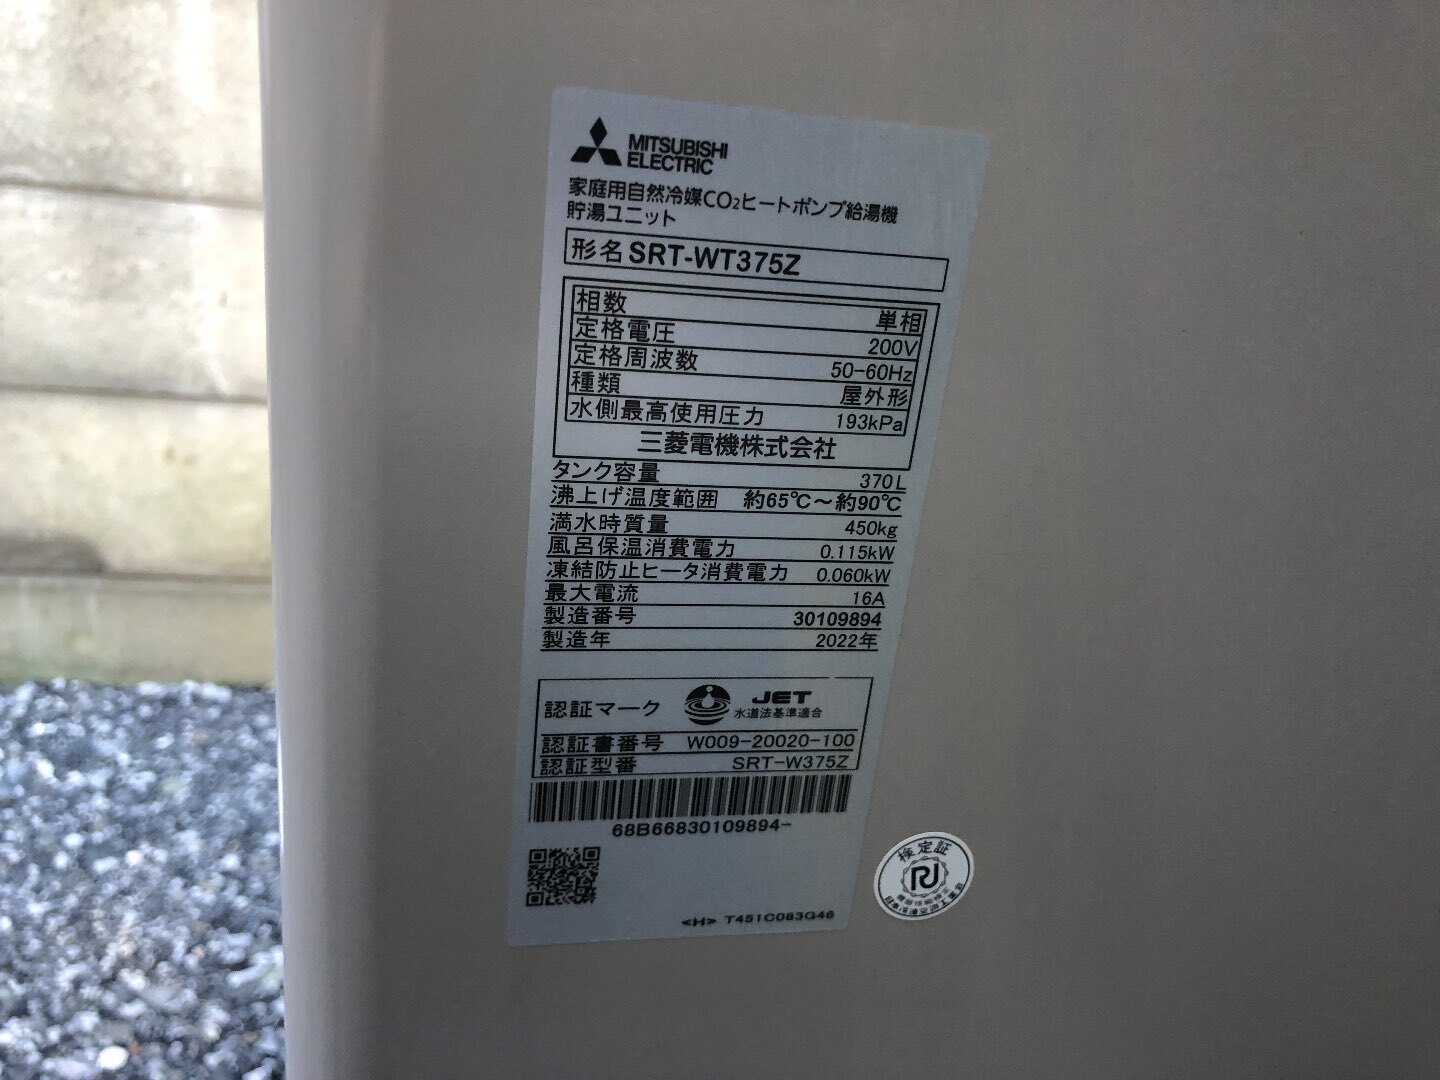 MITSUBISHI
ELECTRIC
家庭用自然冷媒CO₂ヒートポンプ給湯機
貯湯ユニット
形名 SRT-WT375Z
相数 単相
定格電圧 200V
定格周波数 50-60Hz
種類 屋外形
水側最高使用圧力 193kPa
三菱電機株式会社
タンク容量 370L
沸上げ温度範囲 約65℃～約90℃
満水時質量 450kg
風呂保温消費電力 0.115kW
凍結防止ヒータ消費電力 0.060kW
最大電流 16A
製造番号 30109894
製造年 2022年
認証マーク JET
水道法基準適合
認証書番号 W009-20020-100
認証型番 SRT-W375Z
68B66830109894-
<H> T451C083G46
検定証